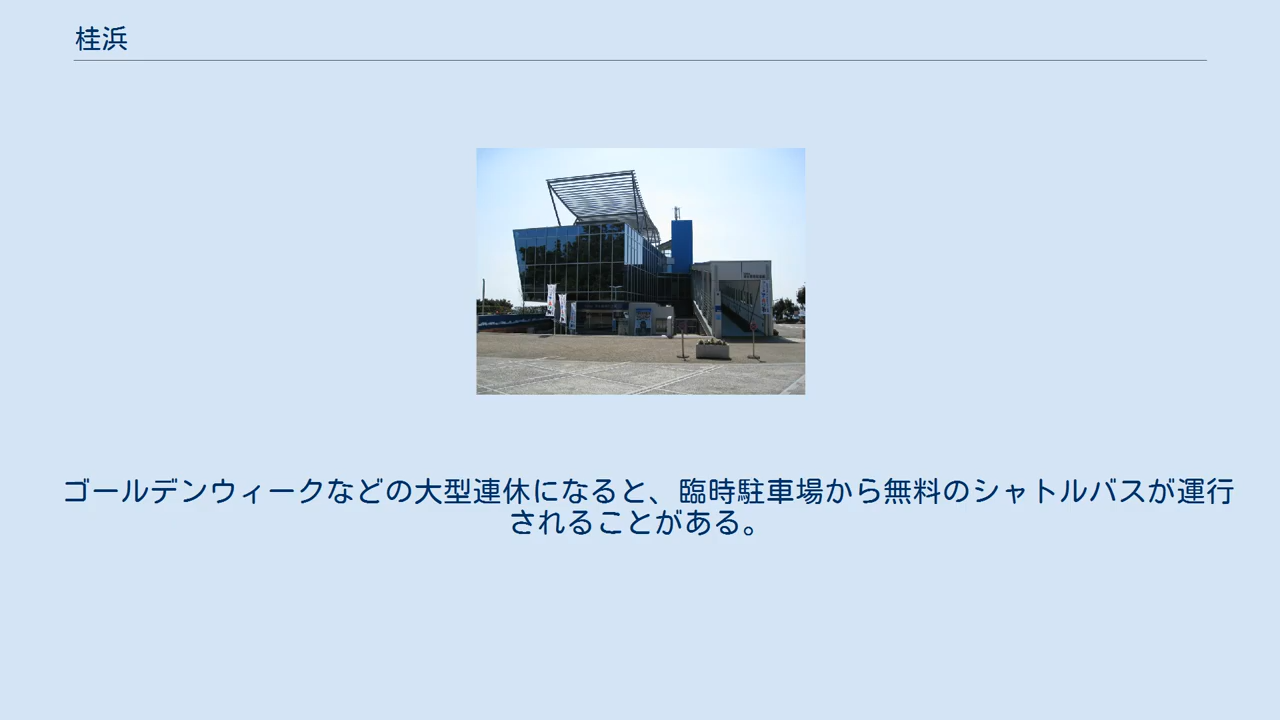 桂浜
ゴールデンウィークなどの大型連休になると、臨時駐車場から無料のシャトルバスが運行
されることがある。